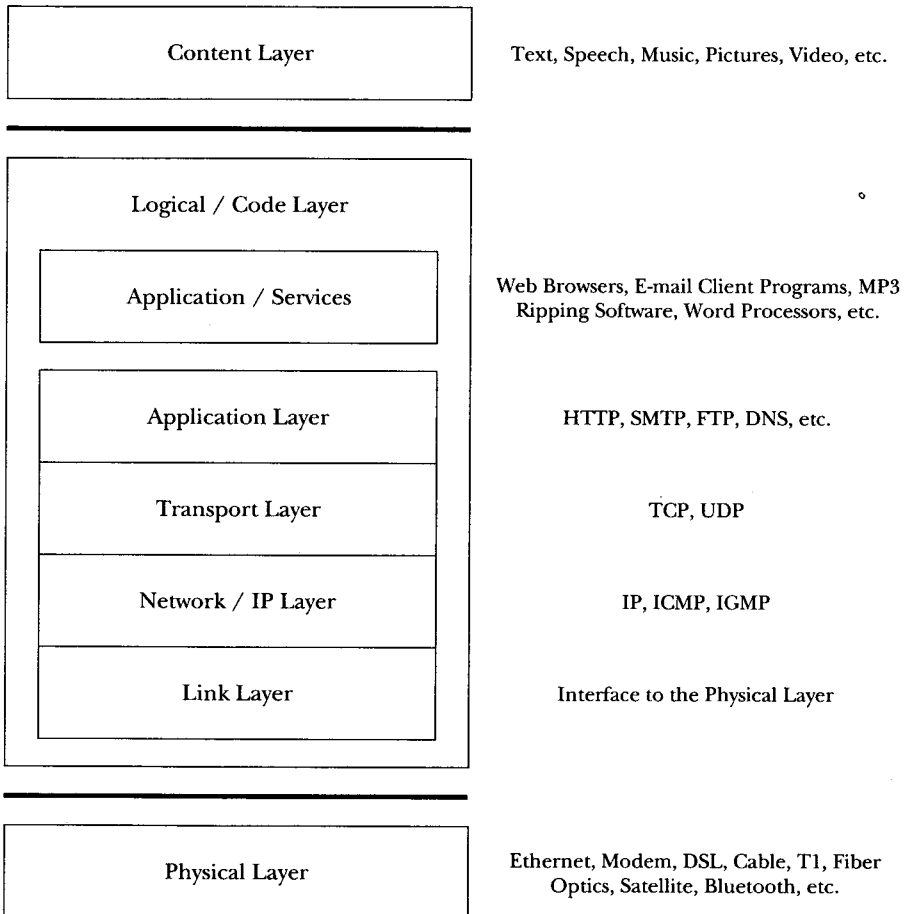 Content Layer
Text, Speech, Music, Pictures, Video, etc.
Logical / Code Layer
Application / Services
Web Browsers, E-mail Client Programs, MP3
Ripping Software, Word Processors, etc.
Application Layer
HTTP, SMTP, FTP, DNS, etc.
Transport Layer
TCP, UDP
Network / IP Layer
IP, ICMP, IGMP
Link Layer
Interface to the Physical Layer
Physical Layer
Ethernet, Modem, DSL, Cable, T1, Fiber
Optics, Satellite, Bluetooth, etc.